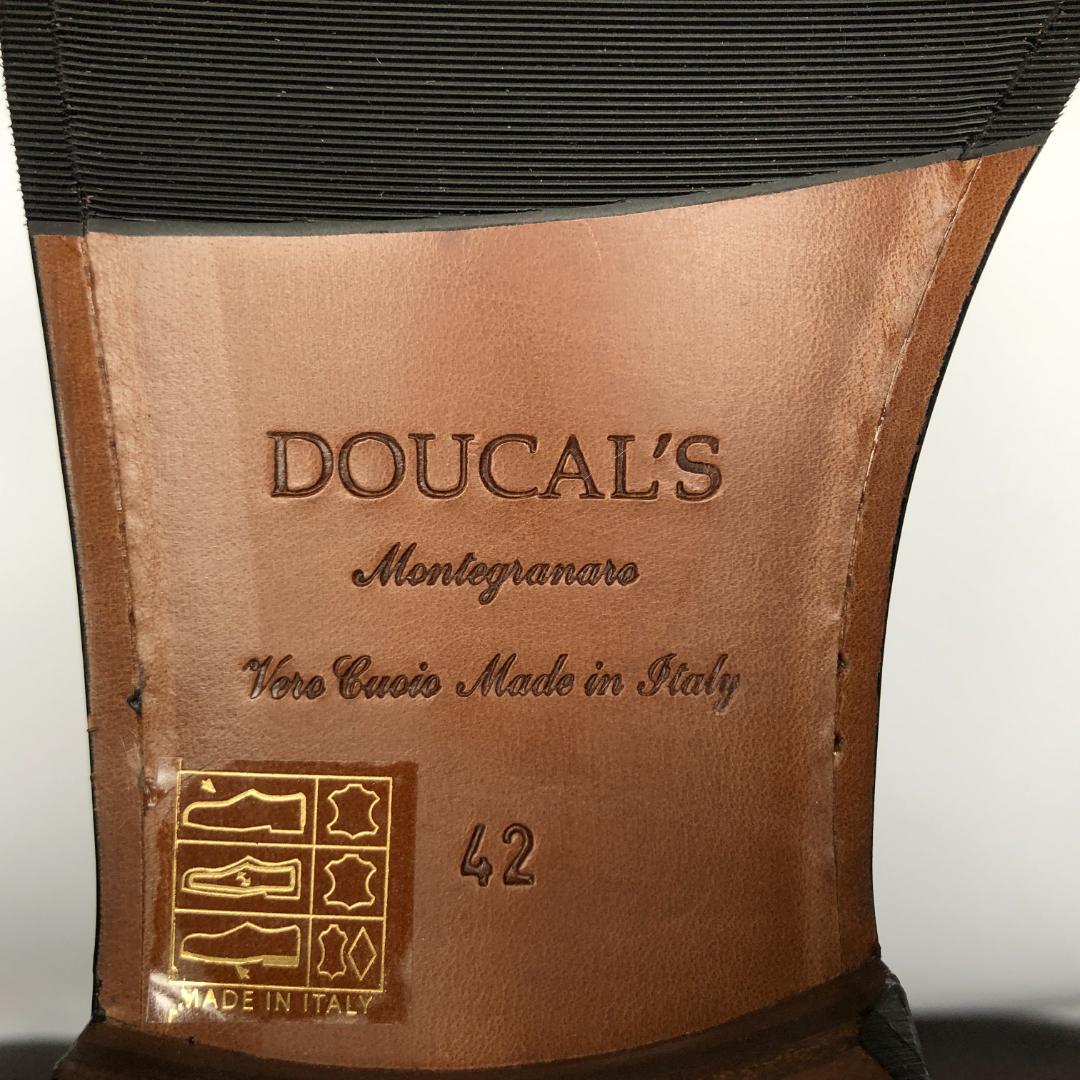 DOUCAL'S
Montegranaro
Vero Cuoio Made in Italy
42
MADE IN ITALY